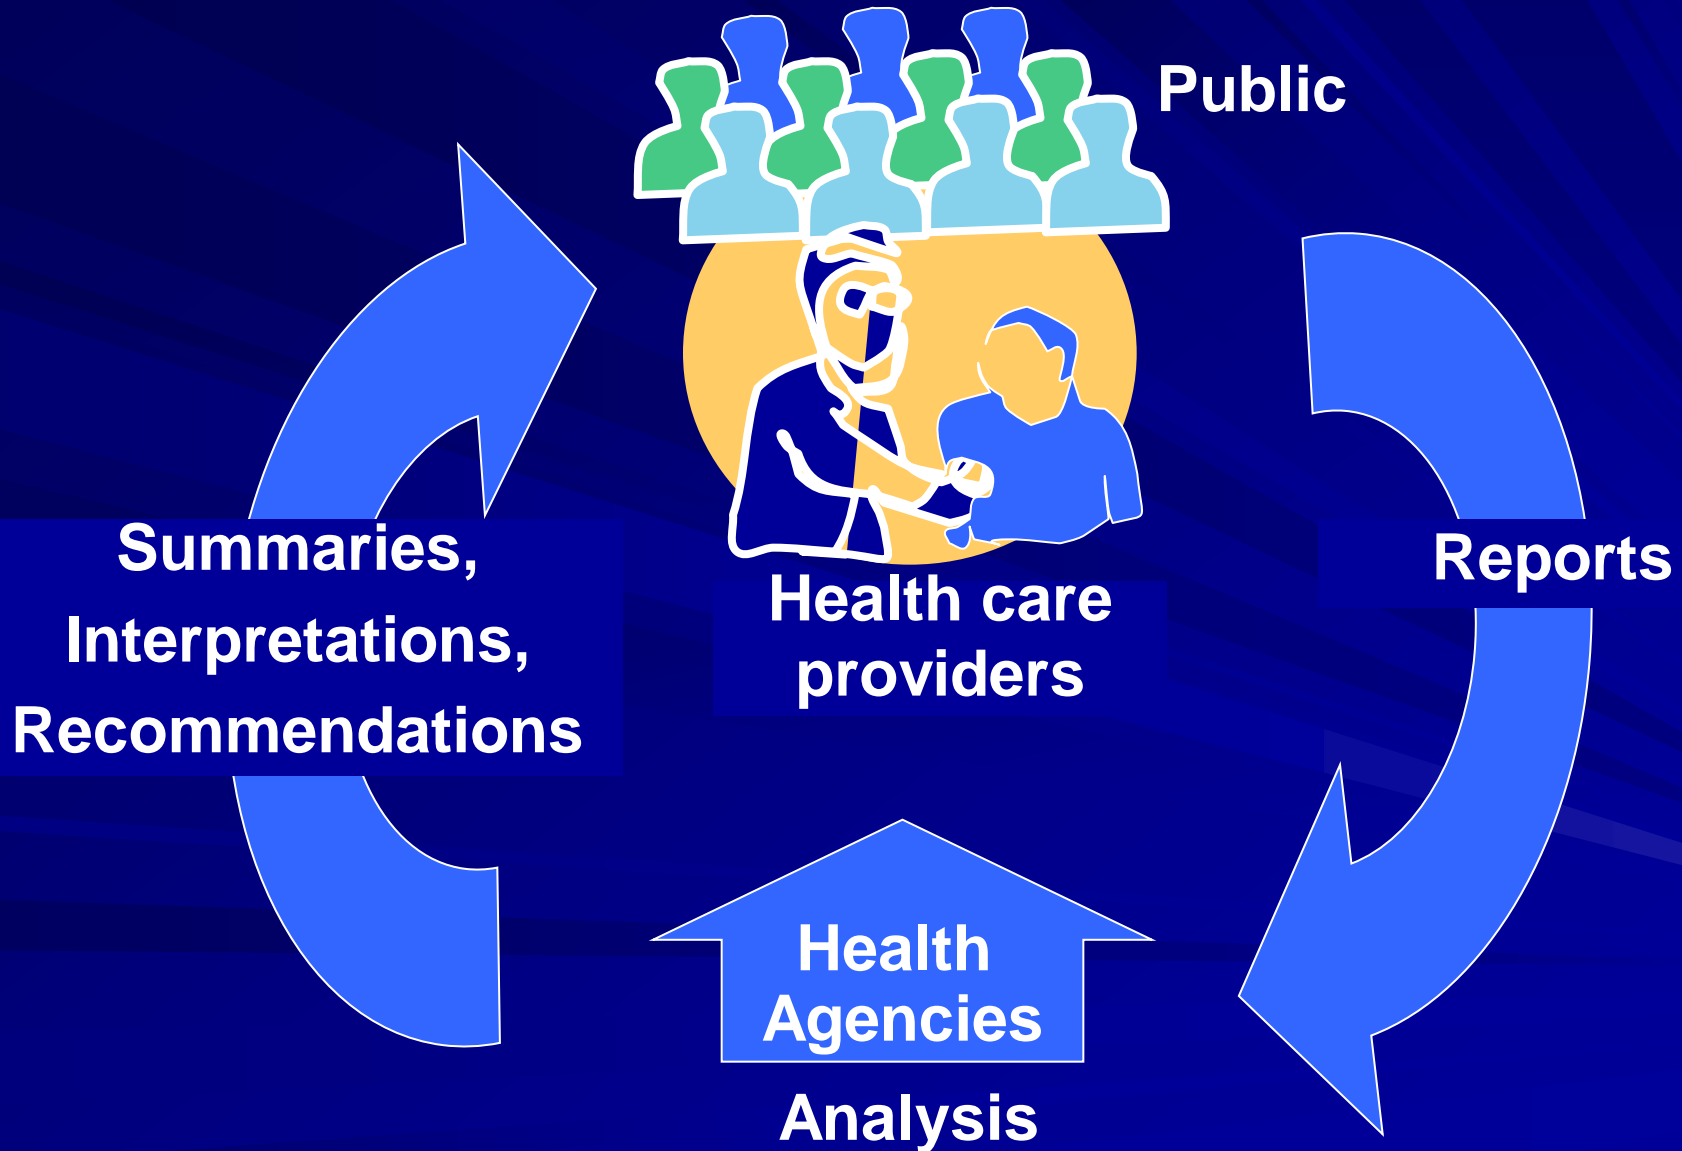 Public
Summaries,
Interpretations,
Recommendations
Health care
providers
Reports
Health
Agencies
Analysis